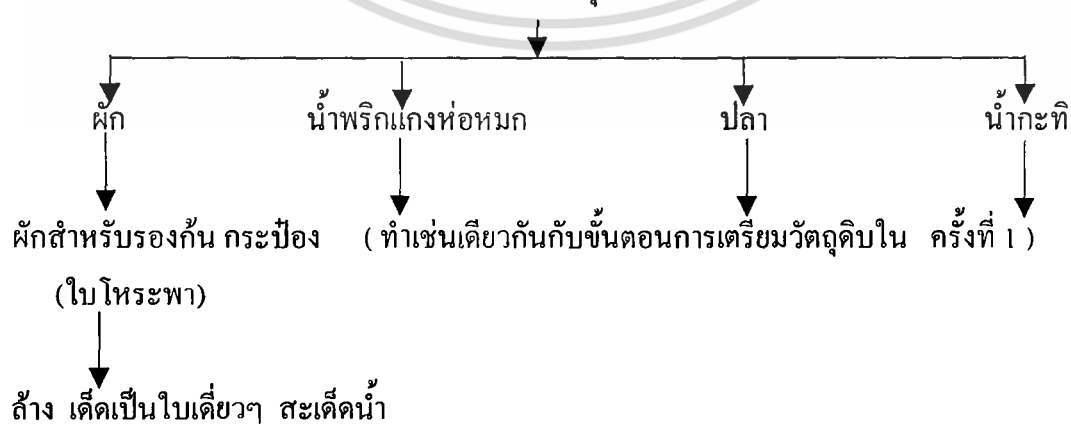 ผัก น้ำพริกแกงห่อหมก ปลา น้ำกะทิ
ผักสำหรับรองก้น กระป๋อง ( ทำเช่นเดียวกันกับขั้นตอนการเตรียมวัตถุดิบใน ครั้งที่ 1 )
(ใบโหระพา)
ล้าง เด็ดเป็นใบเดี่ยวๆ สะเด็ดน้ำ